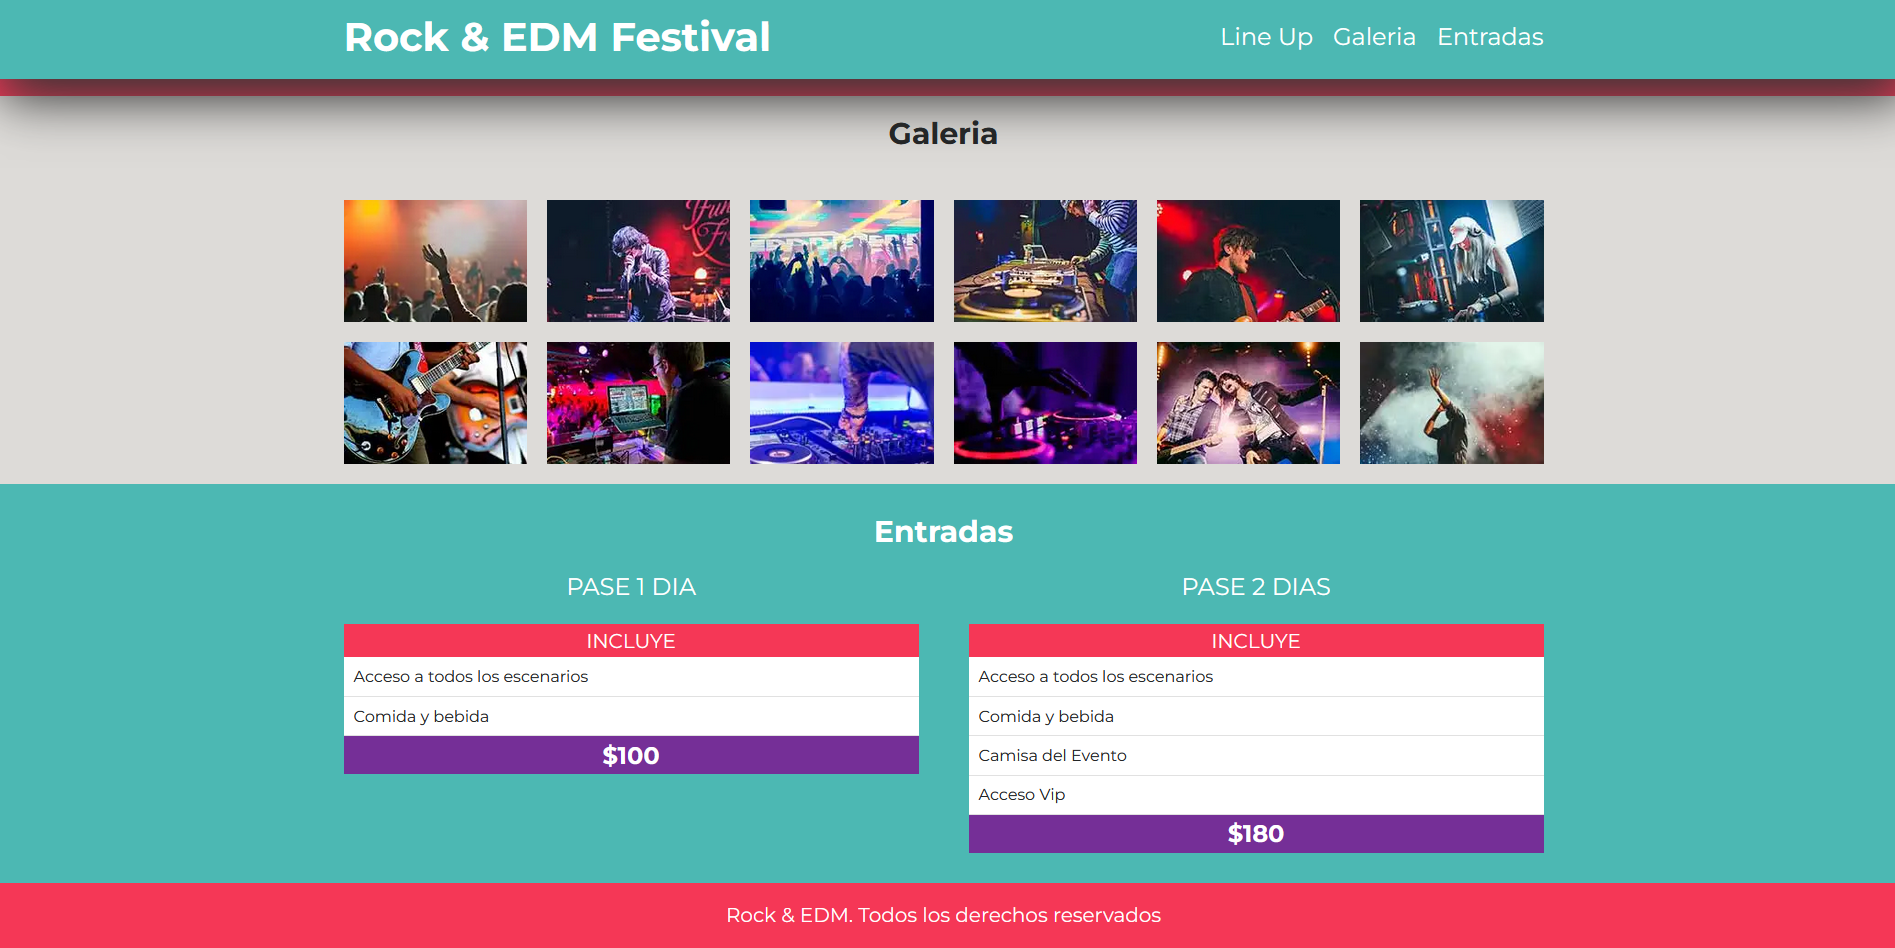 Rock & EDM Festival
Line Up Galeria Entradas
Galeria
Entradas
PASE 1 DIA
INCLUYE
Acceso a todos los escenarios
Comida y bebida
$100
PASE 2 DIAS
INCLUYE
Acceso a todos los escenarios
Comida y bebida
Camisa del Evento
Acceso Vip
$180
Rock & EDM. Todos los derechos reservados